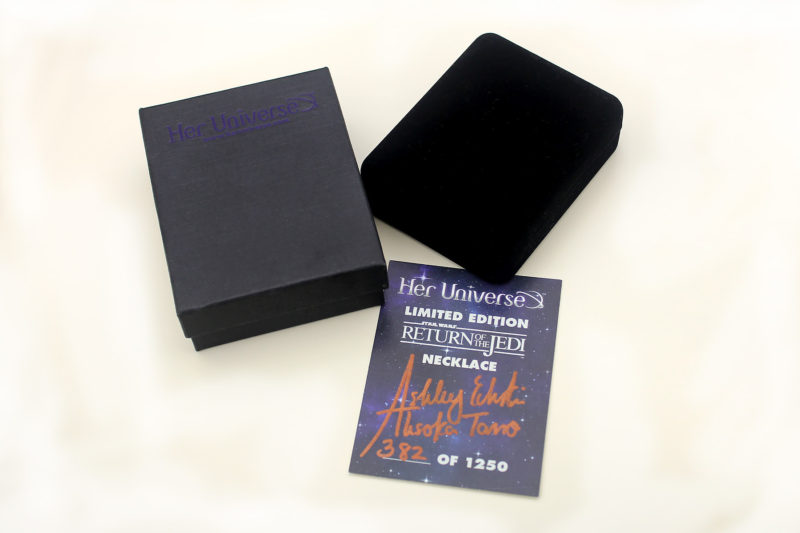 Her Universe
Her Universe
LIMITED EDITION
STAR WARS
RETURN OF THE JEDI
NECKLACE
Ashley Eckstein
Ahsoka Tano
382 OF 1250